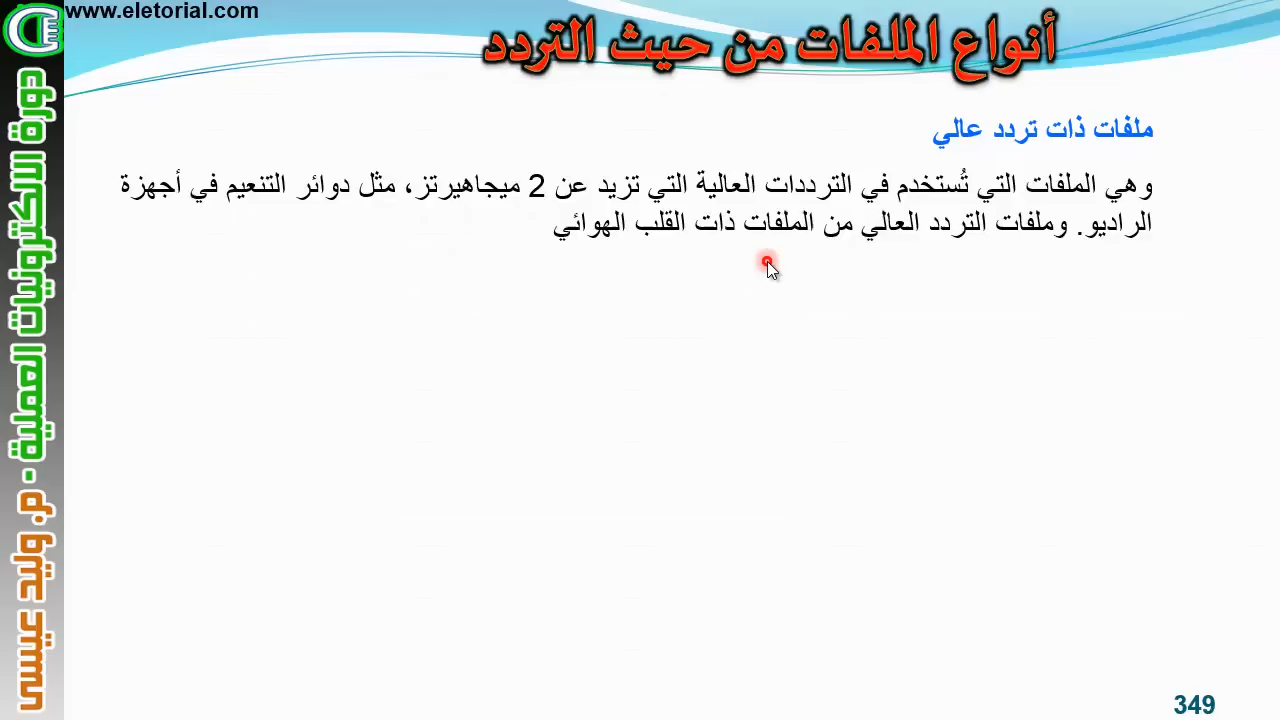 www.eletorial.com
أنواع الملفات من حيث التردد
ملفات ذات تردد عالي
وهي الملفات التي تُستخدم في الترددات العالية التي تزيد عن 2 ميجاهيرتز، مثل دوائر التنعيم في أجهزة
الراديو. وملفات التردد العالي من الملفات ذات القلب الهوائي
دورة الالكترونيات العملية - م. وليد عيسى
349